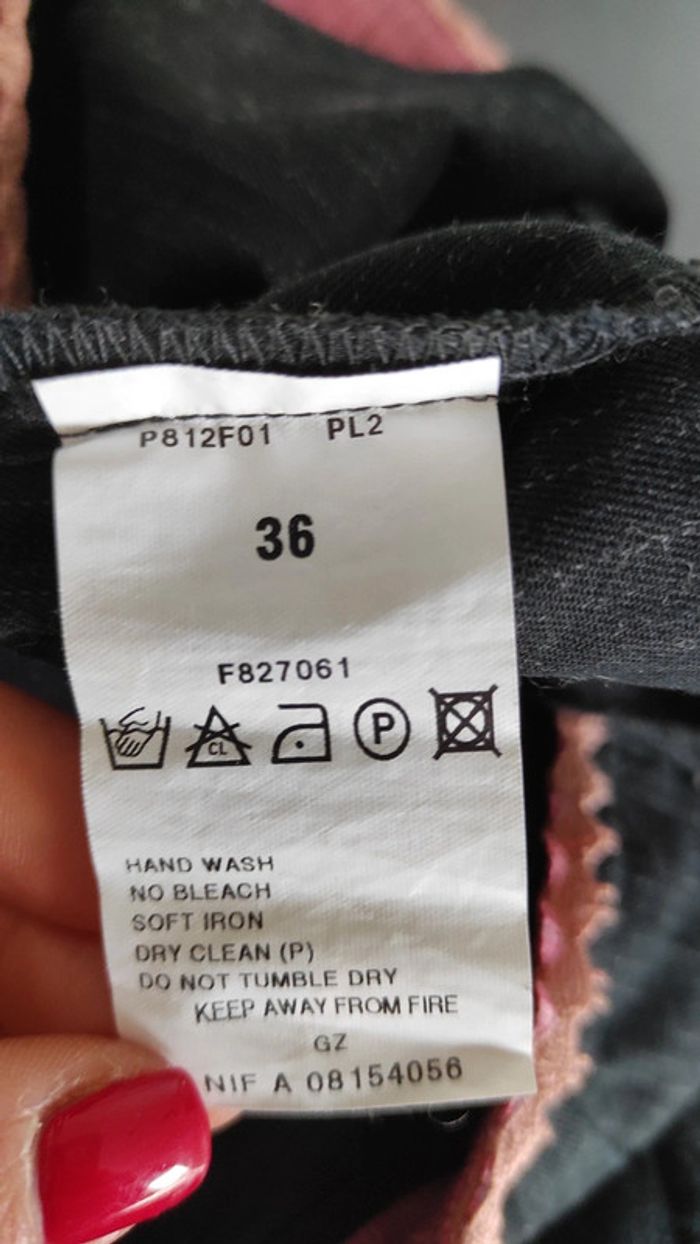 P812F01 PL2
36
F827061
CL P
HAND WASH
NO BLEACH
SOFT IRON
DRY CLEAN (P)
DO NOT TUMBLE DRY
KEEP AWAY FROM FIRE
GZ
NIF A 08154056